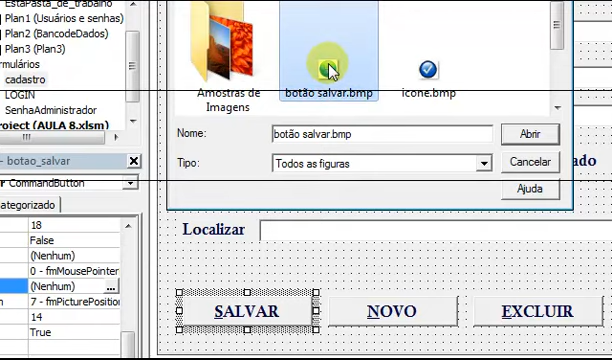 EstaPasta_de_trabalho
Plan1 (Usuários e senhas)
Plan2 (BancodeDados)
Plan3 (Plan3)
rmulários
cadastro
LOGIN
SenhaAdministrador
roject (AULA 8.xlsm)
- botao_salvar
r CommandButton
ategorizado
18
False
(Nenhum)
0 - fmMousePointer
(Nenhum) ...
7 - fmPicturePosition
14
True
Amostras de
Imagens
botão salvar.bmp
icone.bmp
Nome: botão salvar.bmp Abrir
Tipo: Todos as figuras Cancelar
Ajuda
ado
Localizar
SALVAR NOVO EXCLUIR